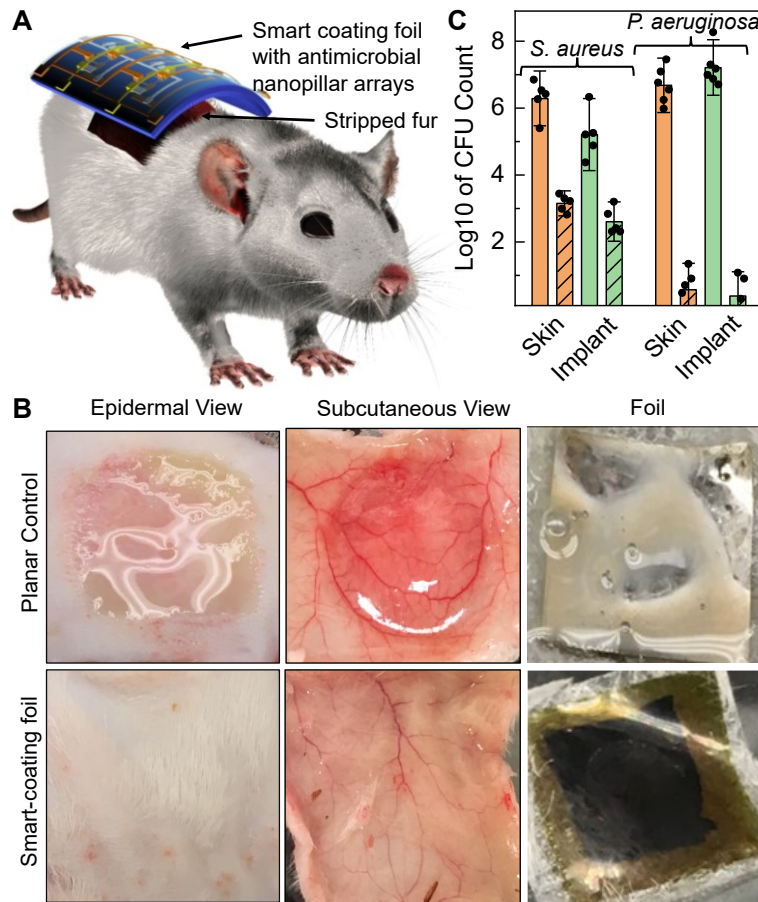 A
Smart coating foil
with antimicrobial
nanopillar arrays
Stripped fur
C
Log10 of CFU Count
8
6
4
2
S. aureus
P. aeruginosa
Skin
Implant
Skin
Implant
B
Epidermal View
Subcutaneous View
Foil
Planar Control
Smart-coating foil